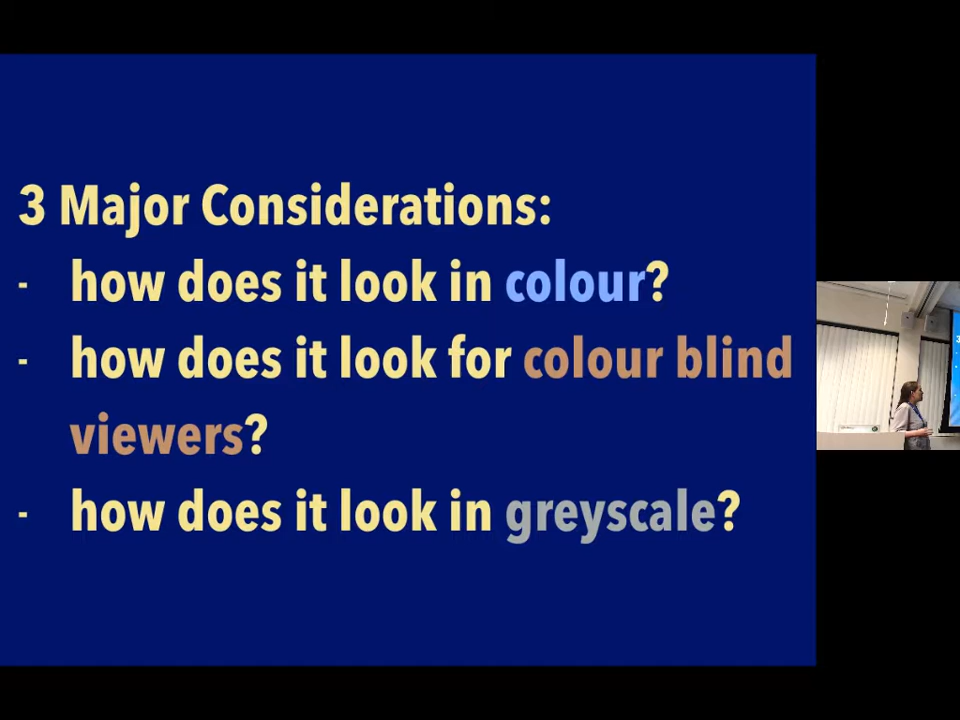 3 Major Considerations:
- how does it look in colour?
- how does it look for colour blind
viewers?
- how does it look in greyscale?